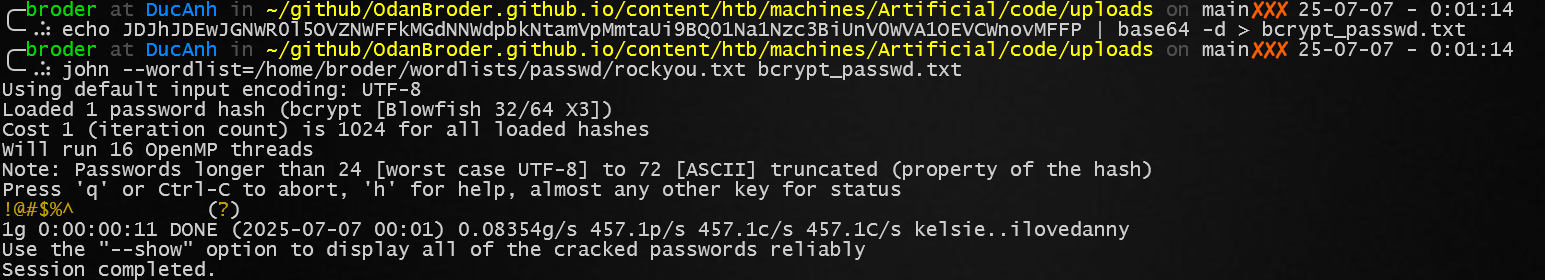 broder at DucAnh in ~/github/OdanBroder.github.io/content/htb/machines/Artificial/code/uploads on main✘✘✘ 25-07-07 - 0:01:14
.:. echo JDJhJDEwJGNWR0l5OVZNWFFkMGdNNWdpbkNtamVpMmtaUi9BQ01Na1Nzc3BiUnVOWVA1OEVCWnovMFFP | base64 -d > bcrypt_passwd.txt
broder at DucAnh in ~/github/OdanBroder.github.io/content/htb/machines/Artificial/code/uploads on main✘✘✘ 25-07-07 - 0:01:14
.:. john --wordlist=/home/broder/wordlists/passwd/rockyou.txt bcrypt_passwd.txt
Using default input encoding: UTF-8
Loaded 1 password hash (bcrypt [Blowfish 32/64 X3])
Cost 1 (iteration count) is 1024 for all loaded hashes
Will run 16 OpenMP threads
Note: Passwords longer than 24 [worst case UTF-8] to 72 [ASCII] truncated (property of the hash)
Press 'q' or Ctrl-C to abort, 'h' for help, almost any other key for status
!@#$%^           (?)
1g 0:00:00:11 DONE (2025-07-07 00:01) 0.08354g/s 457.1p/s 457.1c/s 457.1C/s kelsie..ilovedanny
Use the "--show" option to display all of the cracked passwords reliably
Session completed.